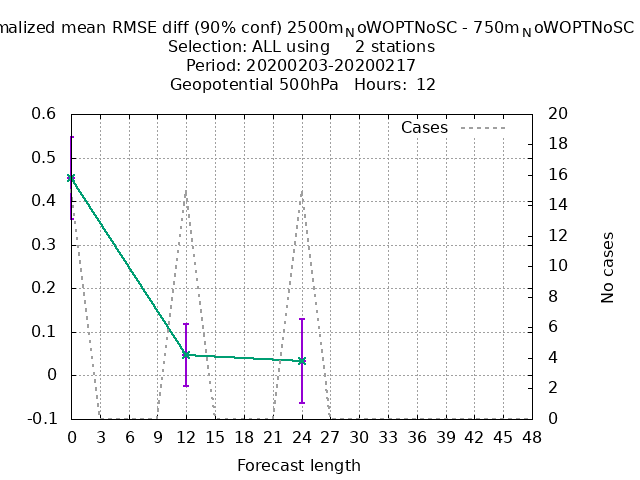 malized mean RMSE diff (90% conf) 2500mNoWOPTNoSC - 750mNoWOPTNoSC
Selection: ALL using 2 stations
Period: 20200203-20200217
Geopotential 500hPa Hours: 12
Cases
0.6
0.5
0.4
0.3
0.2
0.1
0
-0.1
20
18
16
14
12
10
8
6
4
2
0
No cases
0 3 6 9 12 15 18 21 24 27 30 33 36 39 42 45 48
Forecast length